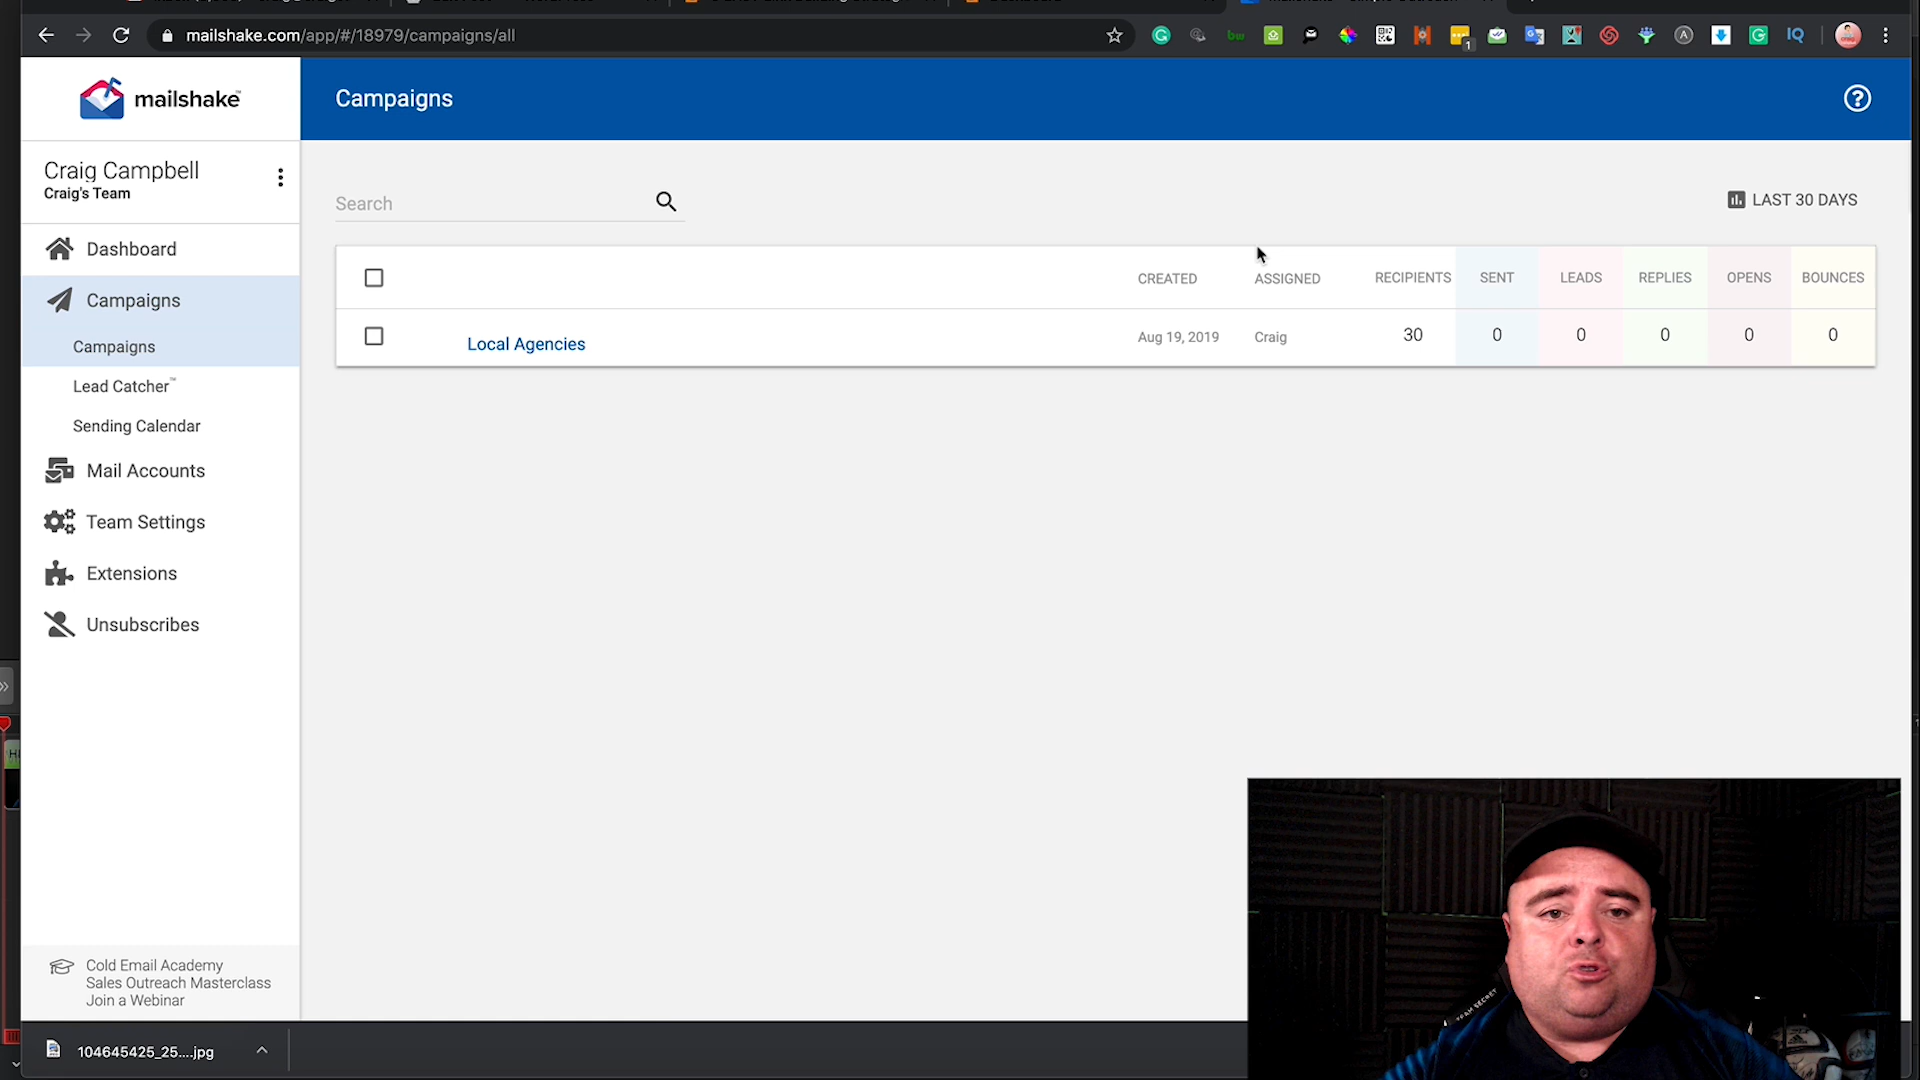 mailshake.com/app/#/18979/campaigns/all
1
mailshake
Campaigns
Craig Campbell
Craig's Team
Search
LAST 30 DAYS
Dashboard
CREATED ASSIGNED RECIPIENTS SENT LEADS REPLIES OPENS BOUNCES
Campaigns
Local Agencies Aug 19, 2019 Craig 30 0 0 0 0 0
Campaigns
Lead Catcher™
Sending Calendar
Mail Accounts
Team Settings
Extensions
Unsubscribes
Cold Email Academy
Sales Outreach Masterclass
Join a Webinar
104645425_25....jpg